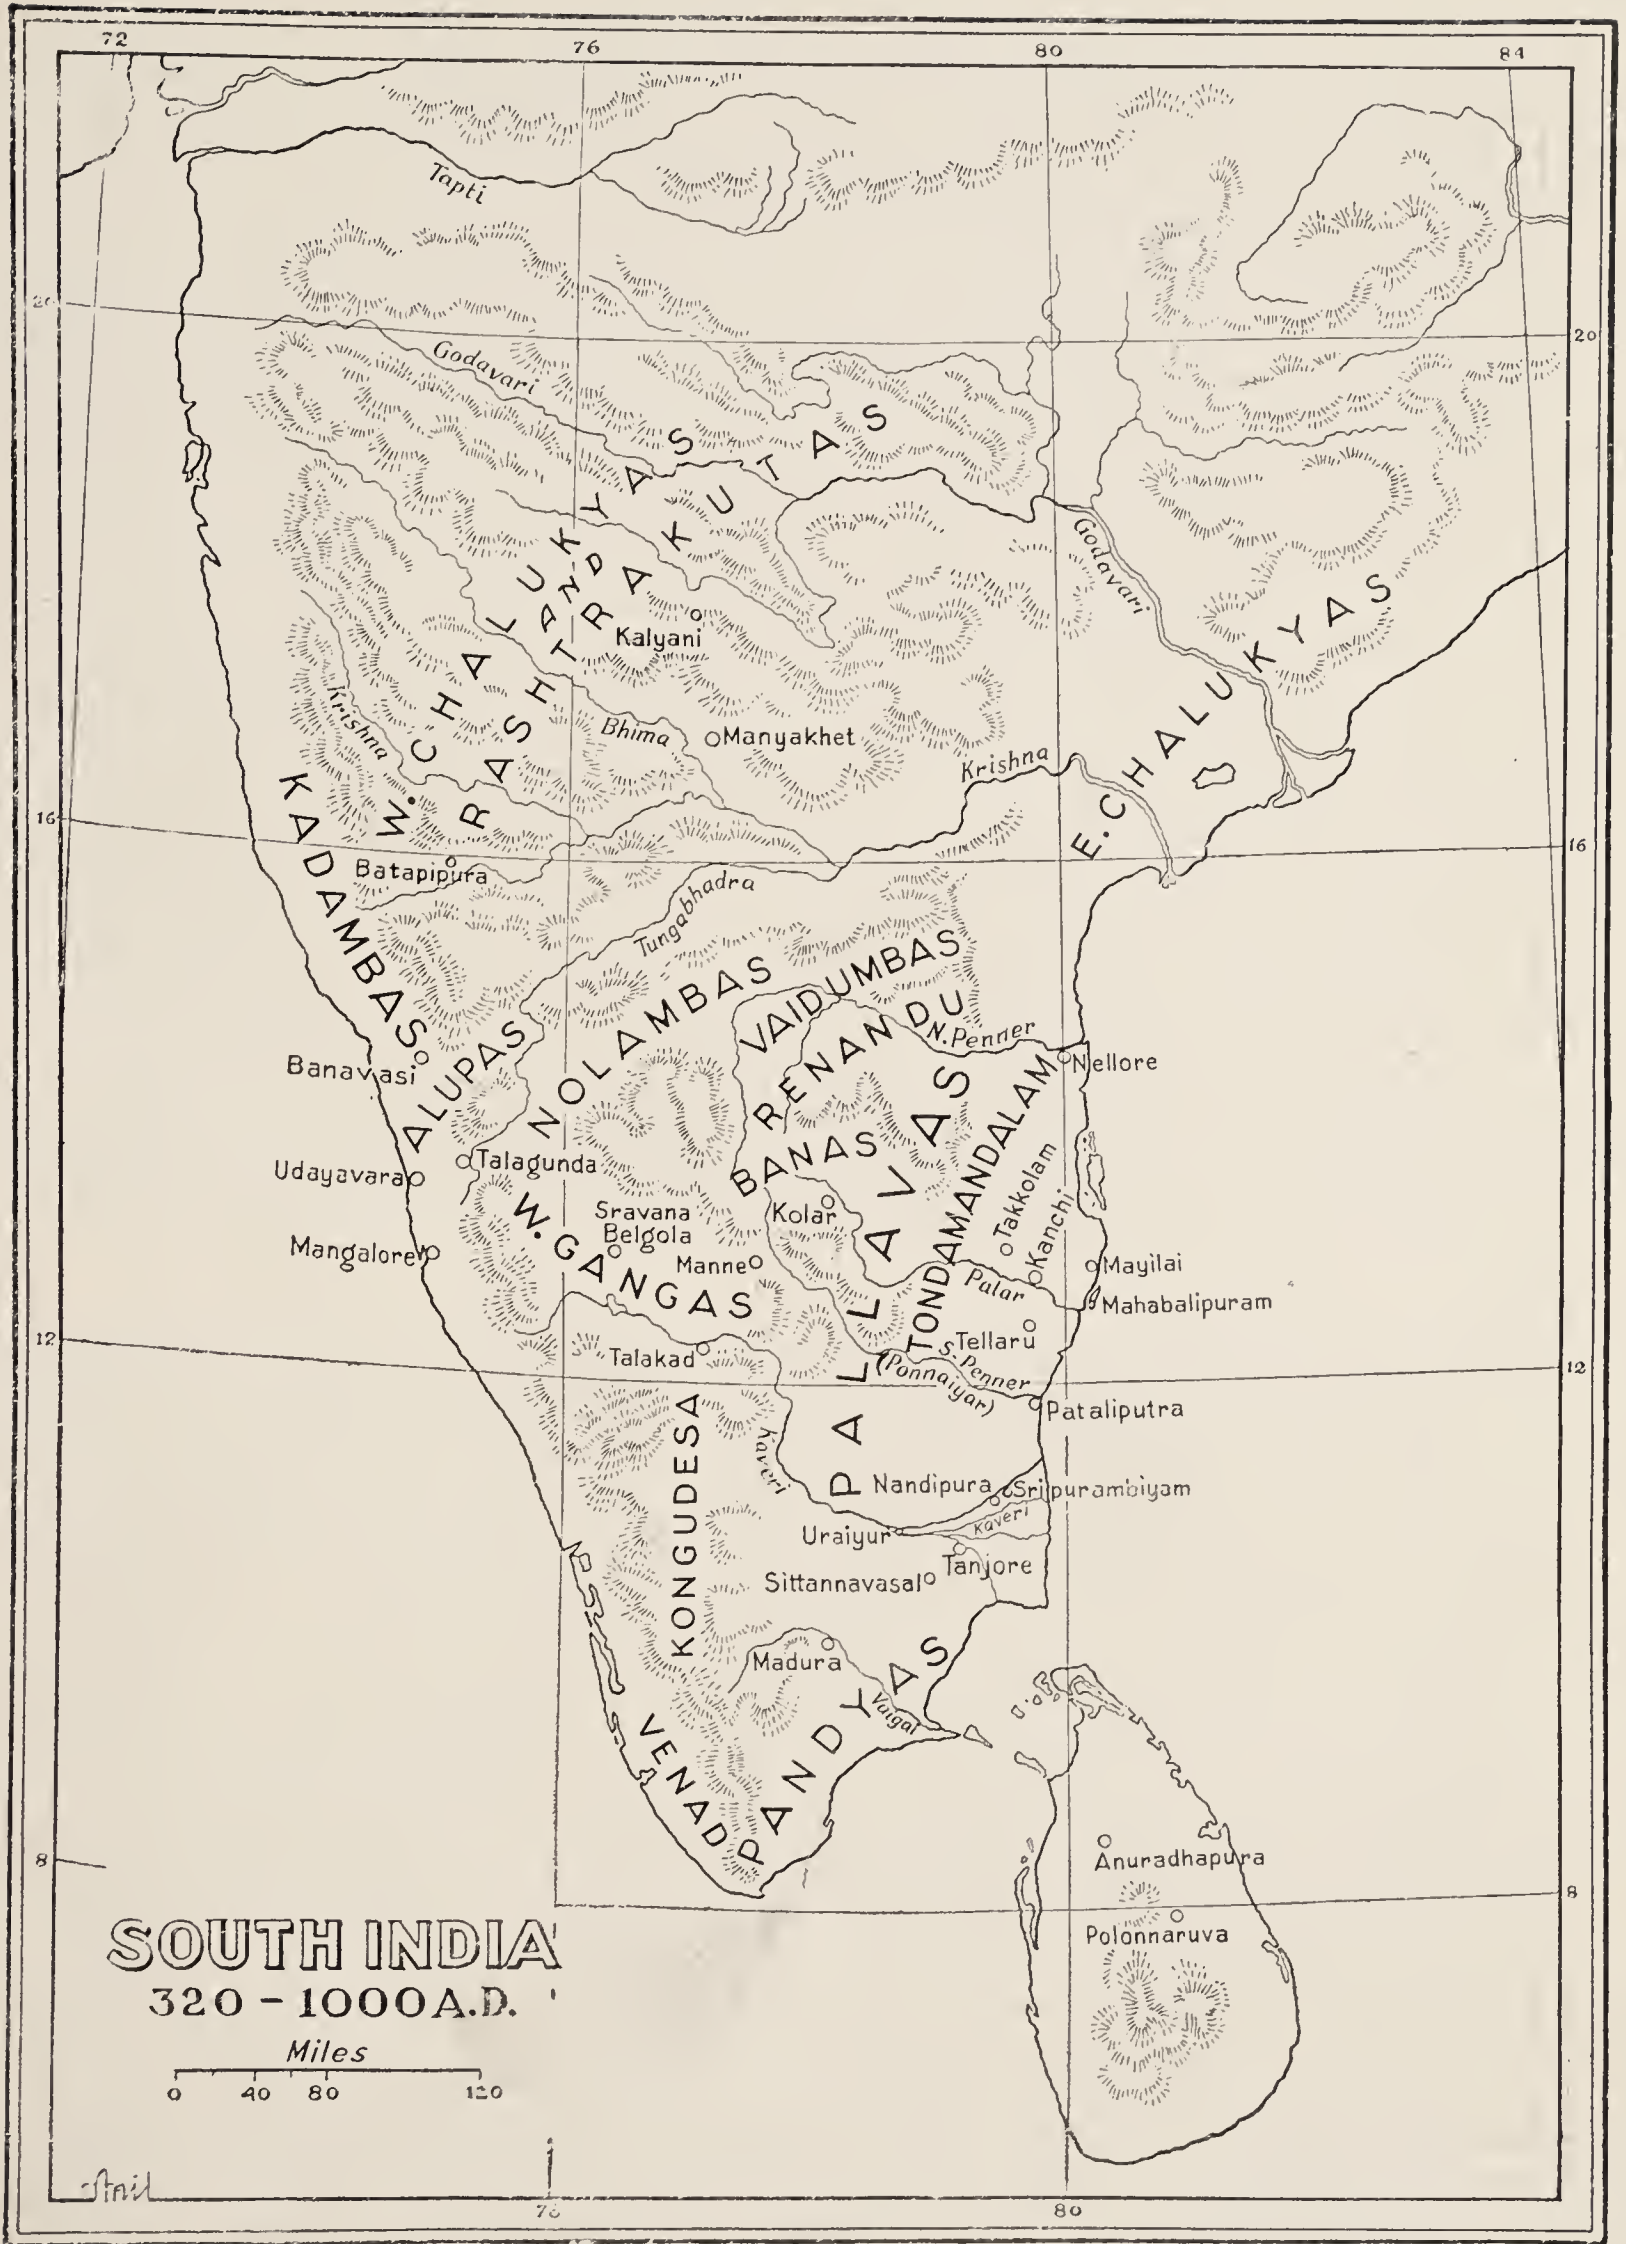 72
76
80
84
Tapti
20
20
Godavari
W. CHALUKYAS
AND
RASHTRAKUTAS
Godavari
Kalyani
E. CHALUKYAS
Krishna
Bhima
Manyakhet
Krishna
16
16
KADAMBAS
Batapipura
Tungabhadra
NOLAMBAS
VAIDUMBAS
RENANDU
N. Penner
Nellore
Banavasi
ALUPAS
BANAS
PALLAVAS
TONDAMANDALAM
Talagunda
Udayavara
W. GANGAS
Sravana
Belgola
Kolar
Takkolam
Kanchi
Mangalore
Manne
Palar
Mayilai
Mahabalipuram
Tellaru
Talakad
S. Penner
(Ponnaiyar)
12
12
Pataliputra
KONGUDESA
Kaveri
Nandipura
Sripurambiyam
Uraiyur
Kaveri
Tanjore
Sittannavasal
Madura
PANDYAS
Vaigai
VENAD
Anuradhapura
8
8
Polonnaruva
SOUTH INDIA
320 - 1000 A.D.
Miles
0 40 80 120
Anil
80